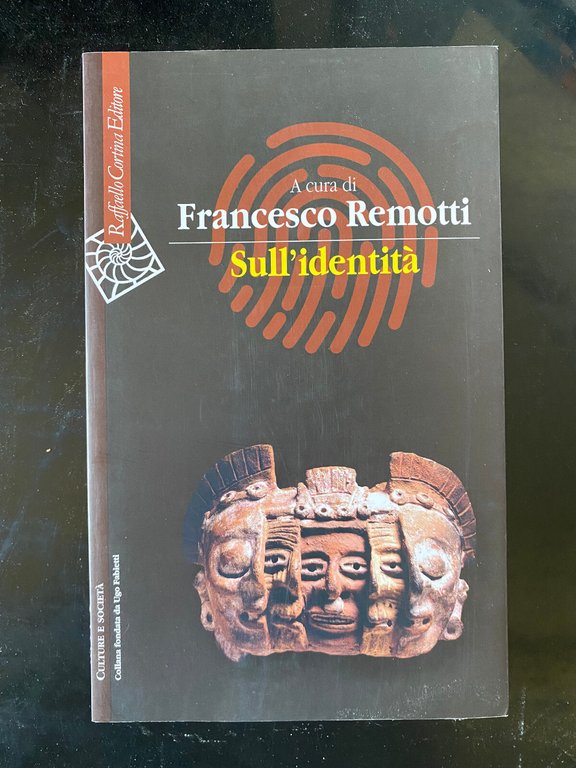 Raffaello Cortina Editore
A cura di
Francesco Remotti
Sull'identità
CULTURE E SOCIETÀ
Collana fondata da Ugo Fabietti